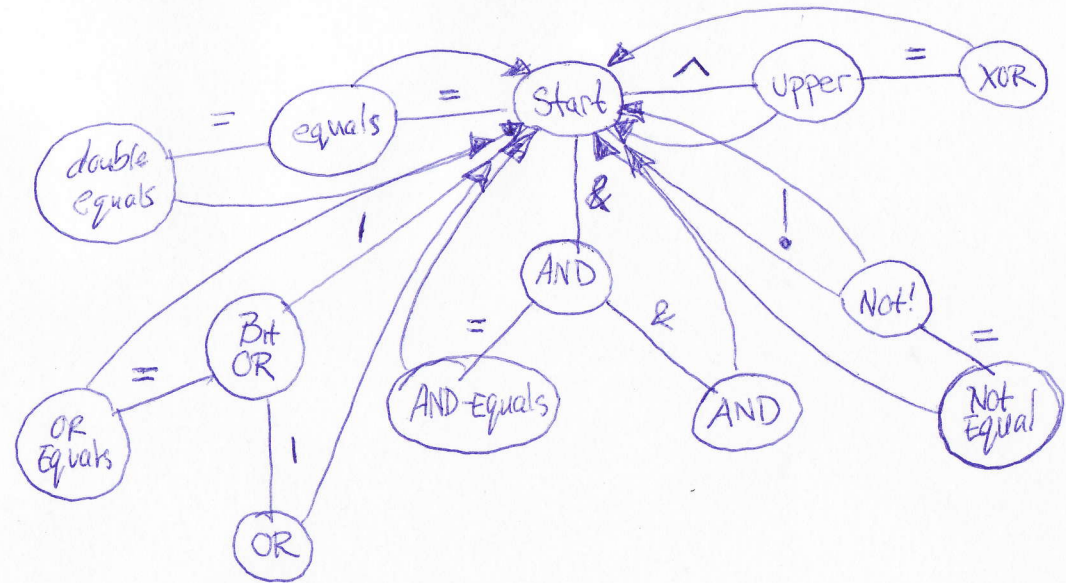 Start
^
upper
=
XOR
=
equals
=
double
equals
|
&
!
AND
Not!
Bit
OR
=
=
&
=
OR
Equals
AND-Equals
AND
Not
Equal
|
OR